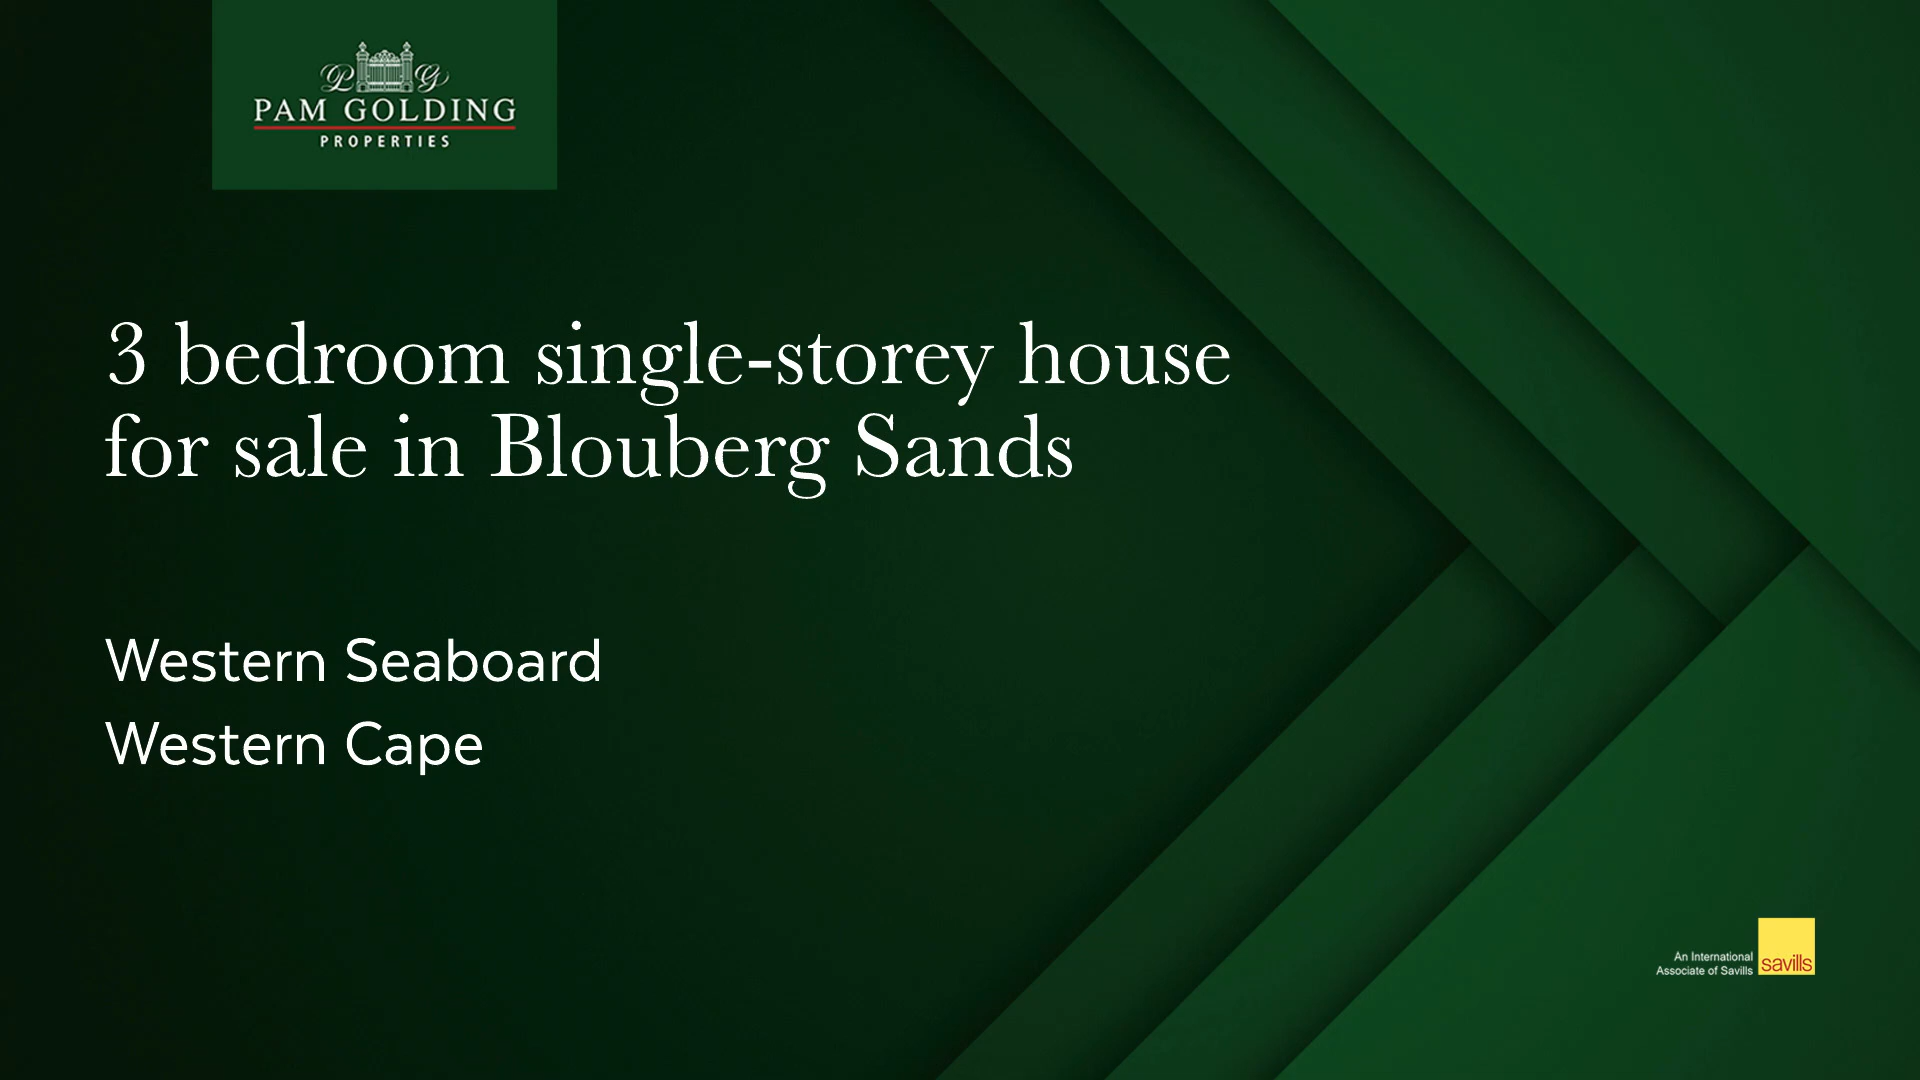 P G
PAM GOLDING
PROPERTIES
3 bedroom single-storey house
for sale in Blouberg Sands
Western Seaboard
Western Cape
An International
Associate of Savills
savills